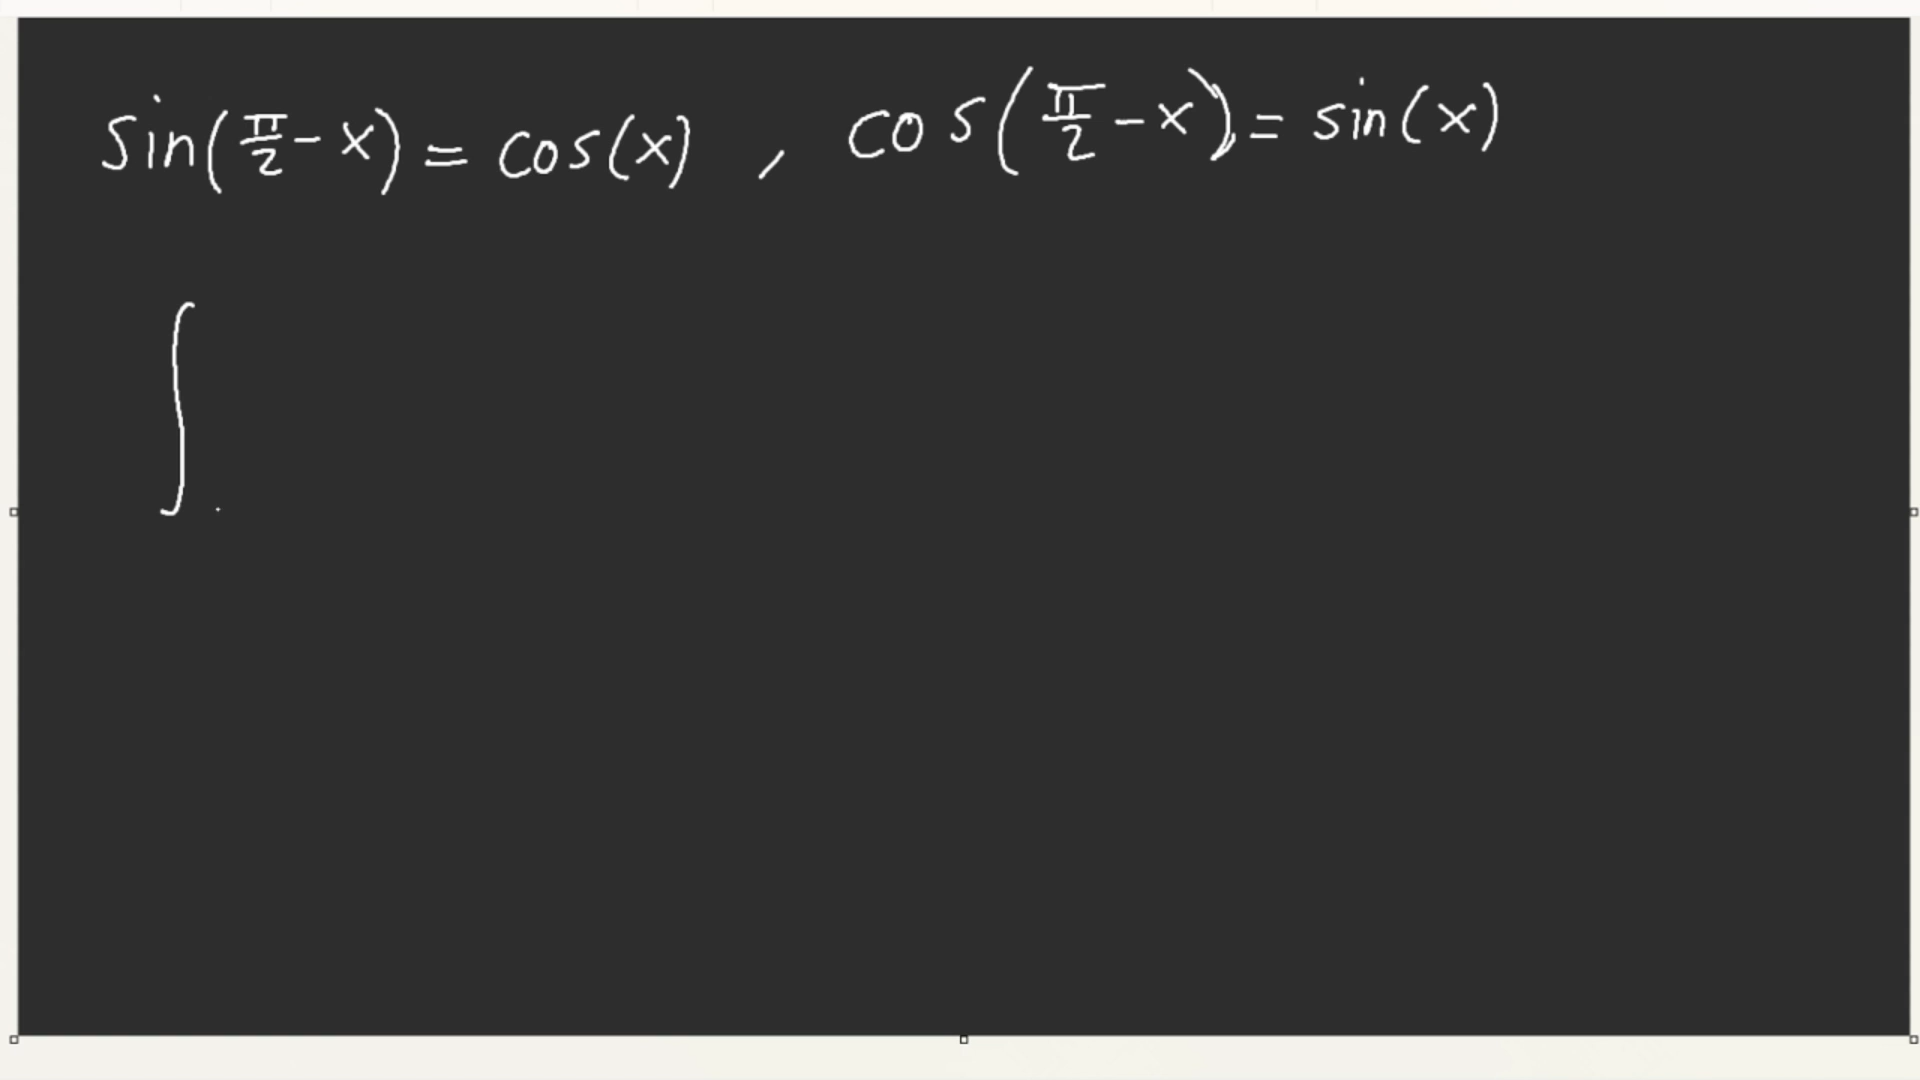 sin(π/2 - x) = cos(x) , cos(π/2 - x) = sin(x)
∫